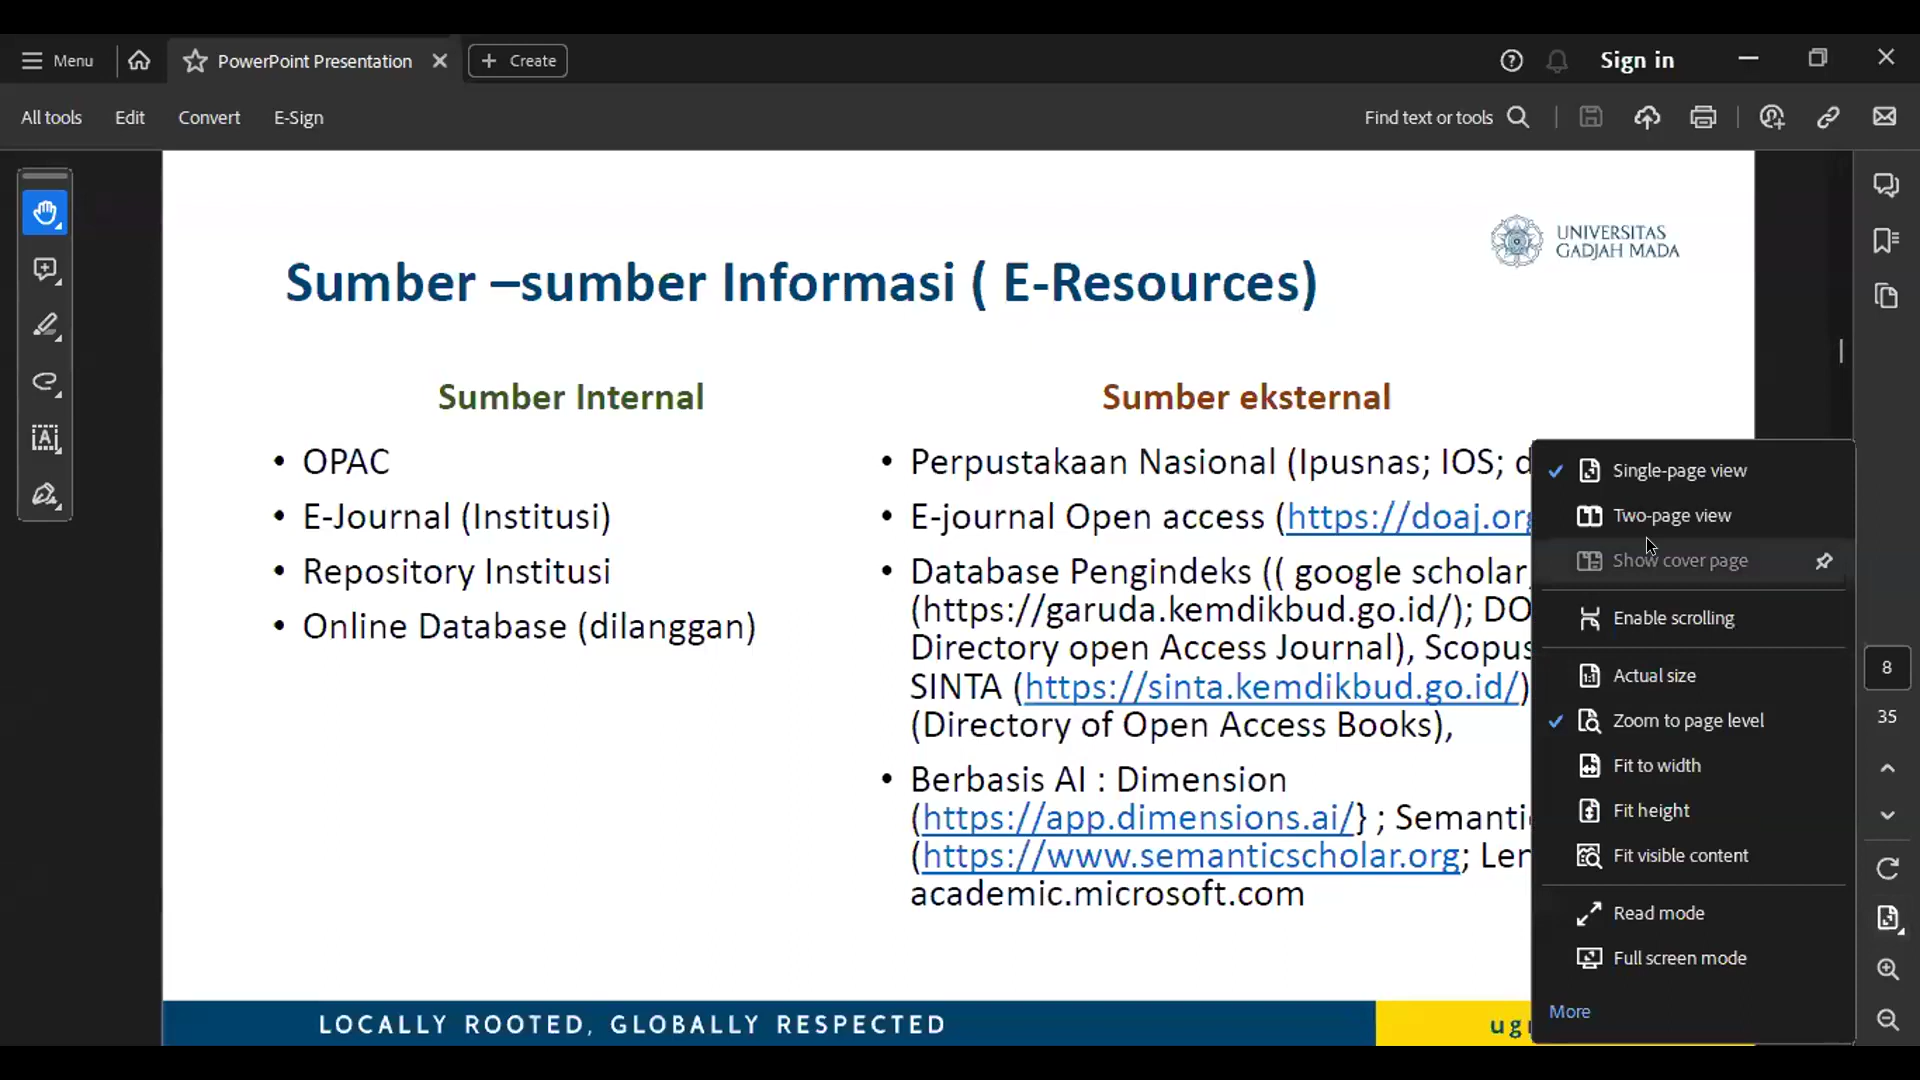 Menu
PowerPoint Presentation
Create
Sign in
All tools
Edit
Convert
E-Sign
Find text or tools
UNIVERSITAS
GADJAH MADA
Sumber –sumber Informasi ( E-Resources)
Sumber Internal
• OPAC
• E-Journal (Institusi)
• Repository Institusi
• Online Database (dilanggan)
Sumber eksternal
• Perpustakaan Nasional (Ipusnas; IOS;
• E-journal Open access (https://doaj.org
• Database Pengindeks (( google scholar,
(https://garuda.kemdikbud.go.id/);
Directory open Access Journal), Scopus
SINTA (https://sinta.kemdikbud.go.id/)
(Directory of Open Access Books),
• Berbasis AI : Dimension
(https://app.dimensions.ai/} ;
(https://www.semanticscholar.org;
academic.microsoft.com
LOCALLY ROOTED, GLOBALLY RESPECTED
Single-page view
Two-page view
Show cover page
Enable scrolling
Actual size
Zoom to page level
Fit to width
Fit height
Fit visible content
Read mode
Full screen mode
More
8
35